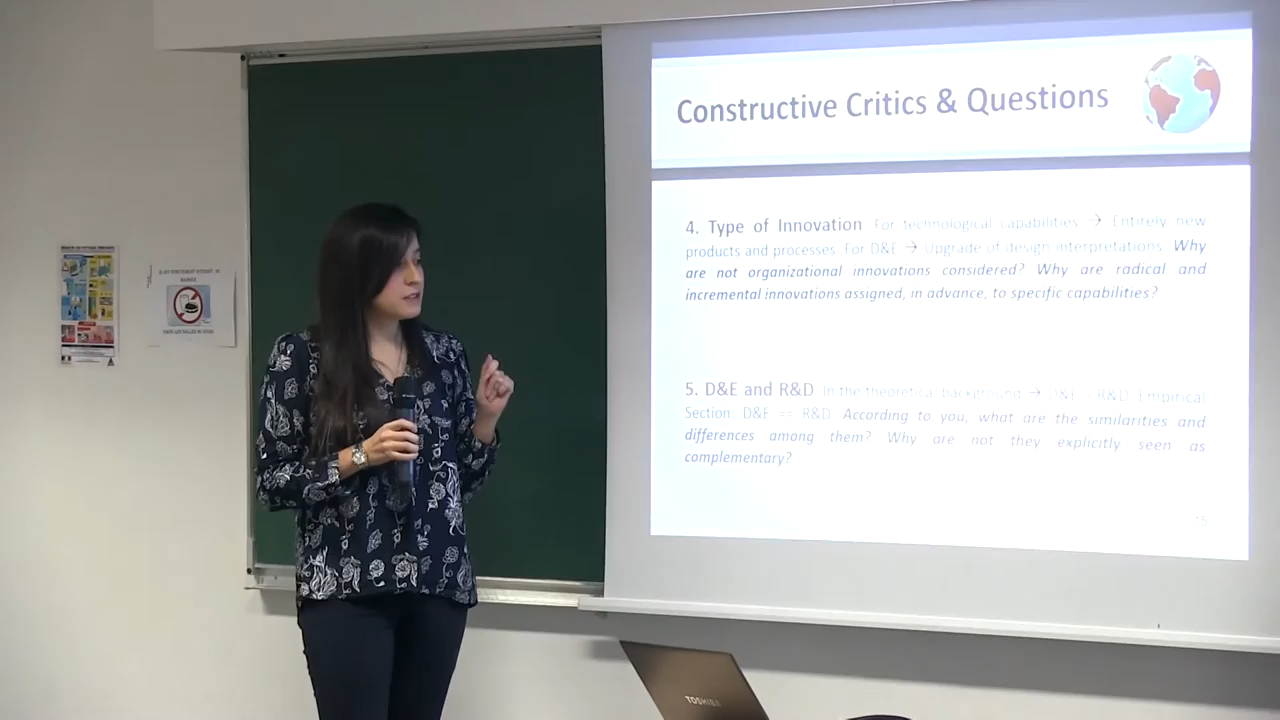 Constructive Critics & Questions
4. Type of Innovation For technological capabilities → Entirely new
products and processes. For D&E → Upgrade of design interpretations. Why
are not organizational innovations considered? Why are radical and
incremental innovations assigned, in advance, to specific capabilities?
5. D&E and R&D In the theoretical background → D&E R&D. Empirical
Section: D&E == R&D. According to you, what are the similarities and
differences among them? Why are not they explicitly seen as
complementary?
TOSHIBA